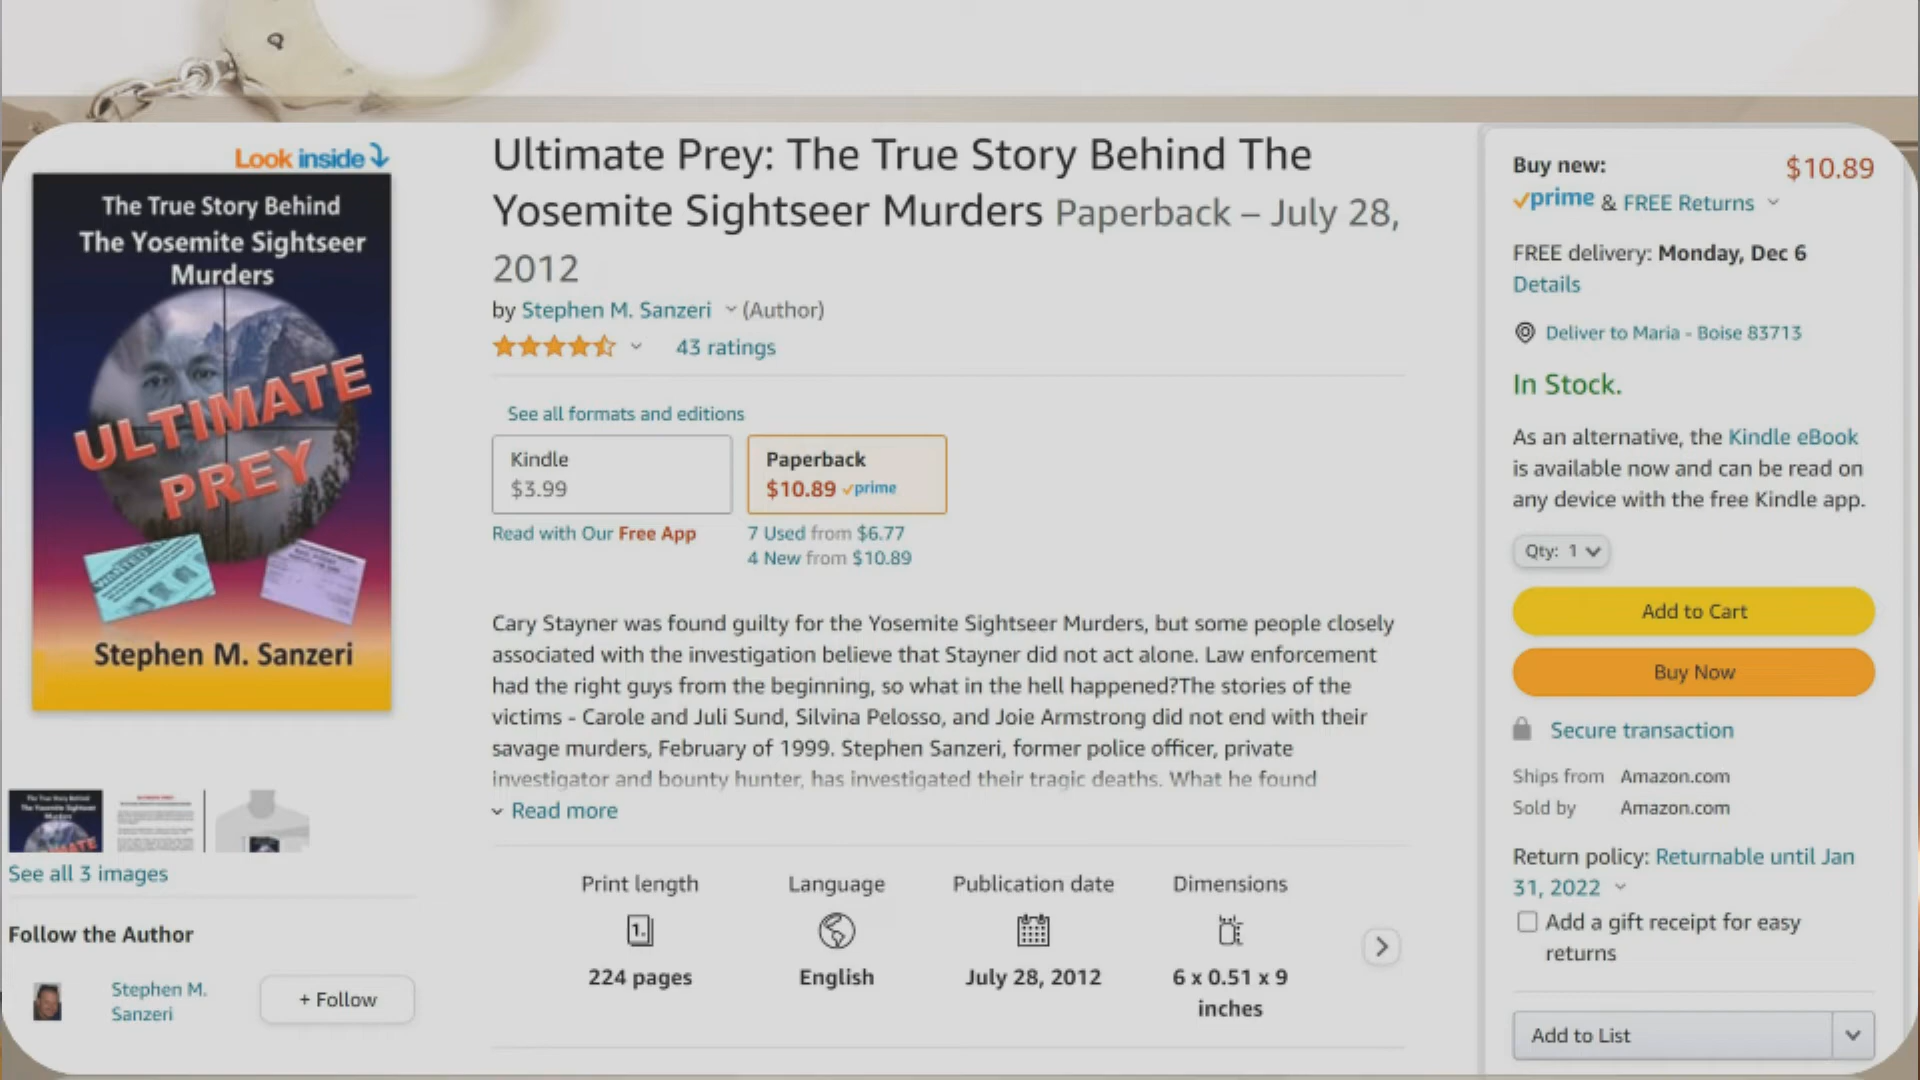 Look inside
The True Story Behind
The Yosemite Sightseer
Murders
ULTIMATE
PREY
WANTED
Stephen M. Sanzeri
See all 3 images
Follow the Author
Stephen M.
Sanzeri
+ Follow
Ultimate Prey: The True Story Behind The
Yosemite Sightseer Murders Paperback – July 28,
2012
by Stephen M. Sanzeri (Author)
43 ratings
See all formats and editions
Kindle
$3.99
Read with Our Free App
Paperback
$10.89 prime
7 Used from $6.77
4 New from $10.89
Cary Stayner was found guilty for the Yosemite Sightseer Murders, but some people closely
associated with the investigation believe that Stayner did not act alone. Law enforcement
had the right guys from the beginning, so what in the hell happened?The stories of the
victims - Carole and Juli Sund, Silvina Pelosso, and Joie Armstrong did not end with their
savage murders, February of 1999. Stephen Sanzeri, former police officer, private
investigator and bounty hunter, has investigated their tragic deaths. What he found
Read more
Print length
224 pages
Language
English
Publication date
July 28, 2012
Dimensions
6 x 0.51 x 9
inches
Buy new: $10.89
prime & FREE Returns
FREE delivery: Monday, Dec 6
Details
Deliver to Maria - Boise 83713
In Stock.
As an alternative, the Kindle eBook
is available now and can be read on
any device with the free Kindle app.
Qty: 1
Add to Cart
Buy Now
Secure transaction
Ships from Amazon.com
Sold by Amazon.com
Return policy: Returnable until Jan
31, 2022
Add a gift receipt for easy
returns
Add to List